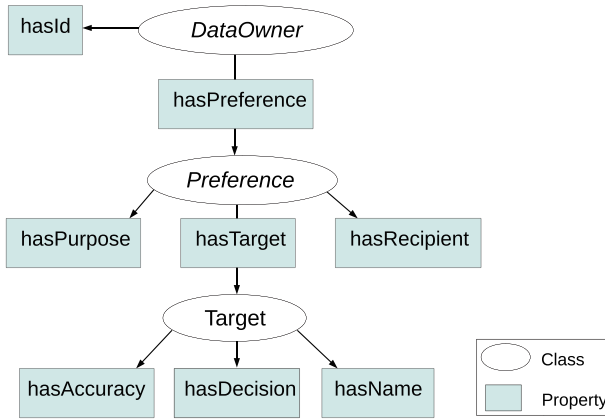 hasId
DataOwner
hasPreference
Preference
hasPurpose
hasTarget
hasRecipient
Target
hasAccuracy
hasDecision
hasName
Class
Property